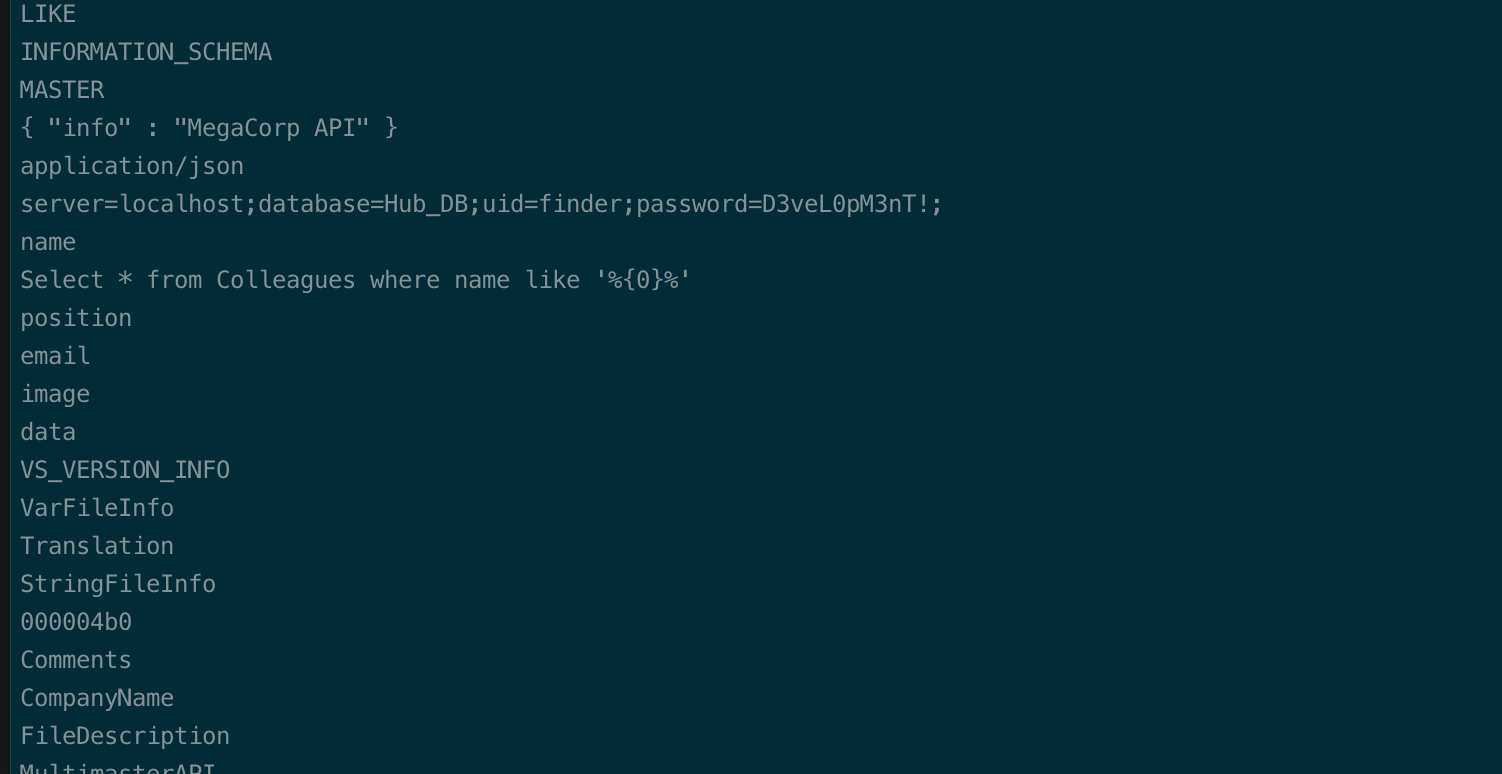 LIKE
INFORMATION_SCHEMA
MASTER
{ "info" : "MegaCorp API" }
application/json
server=localhost;database=Hub_DB;uid=finder;password=D3veL0pM3nT!;
name
Select * from Colleagues where name like '%{0}%'
position
email
image
data
VS_VERSION_INFO
VarFileInfo
Translation
StringFileInfo
000004b0
Comments
CompanyName
FileDescription
MultimasterAPI